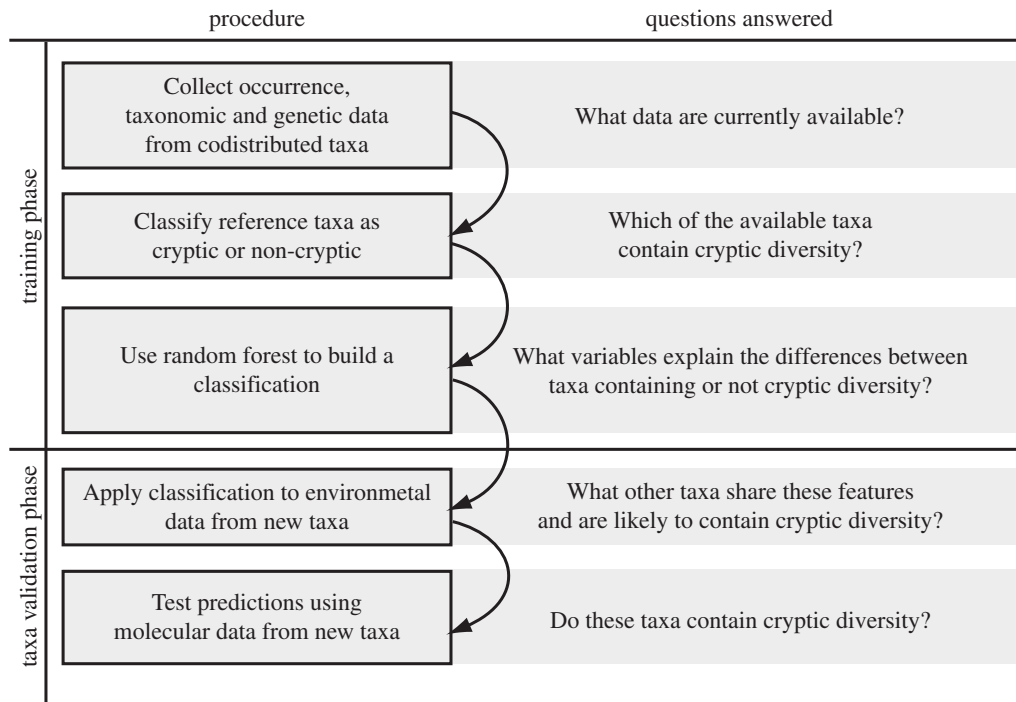 procedure
questions answered
training phase
Collect occurrence,
taxonomic and genetic data
from codistributed taxa
What data are currently available?
Classify reference taxa as
cryptic or non-cryptic
Which of the available taxa
contain cryptic diversity?
Use random forest to build a
classification
What variables explain the differences between
taxa containing or not cryptic diversity?
taxa validation phase
Apply classification to environmetal
data from new taxa
What other taxa share these features
and are likely to contain cryptic diversity?
Test predictions using
molecular data from new taxa
Do these taxa contain cryptic diversity?